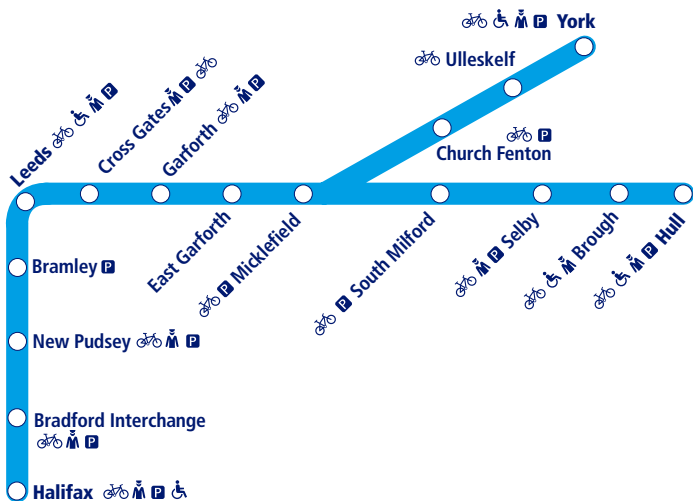 P York
Ulleskelf
P
Church Fenton
Leeds P
Cross Gates P
Garforth P
East Garforth
P Micklefield
P South Milford
P Selby
Brough
P Hull
Bramley P
New Pudsey P
Bradford Interchange
P
Halifax P